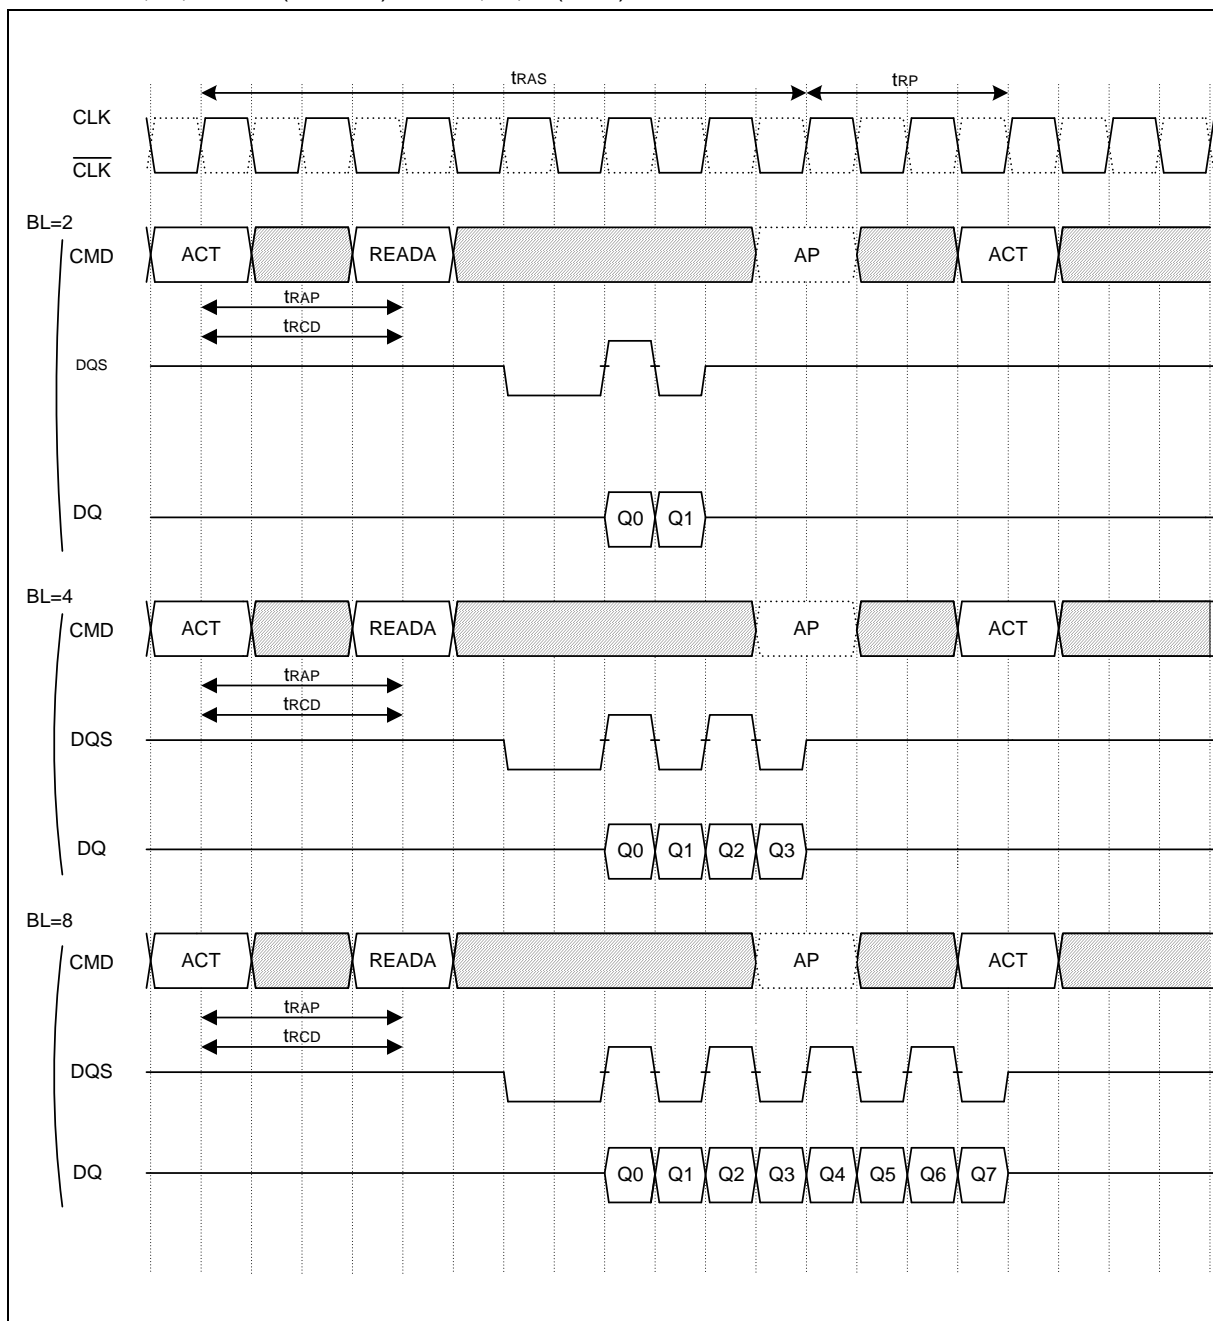 tRAS tRP
CLK
CLK
BL=2
CMD ACT READA AP ACT
tRAP
tRCD
DQS
DQ Q0 Q1
BL=4
CMD ACT READA AP ACT
tRAP
tRCD
DQS
DQ Q0 Q1 Q2 Q3
BL=8
CMD ACT READA AP ACT
tRAP
tRCD
DQS
DQ Q0 Q1 Q2 Q3 Q4 Q5 Q6 Q7